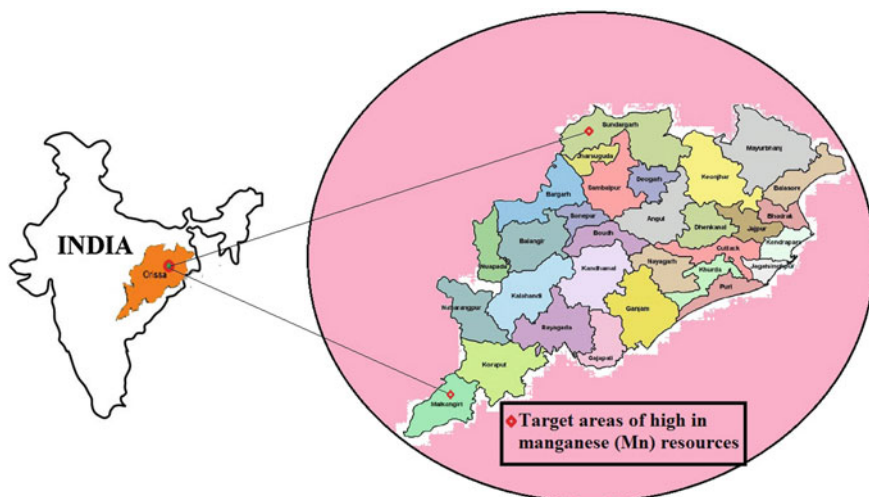 INDIA
Orissa
Sundargarh
Jharsuguda
Mayurbhanj
Keonjhar
Sambalpur
Deogarh
Balasore
Bargarh
Bhadrak
Sonepur
Angul
Dhenkanal
Jajpur
Boudh
Kendrapara
Balangir
Cuttack
Nuapada
Kandhamal
Nayagarh
Khurda
Jagatsinghpur
Kalahandi
Puri
Nabarangpur
Ganjam
Rayagada
Gajapati
Koraput
Malkangiri
Target areas of high in
manganese (Mn) resources